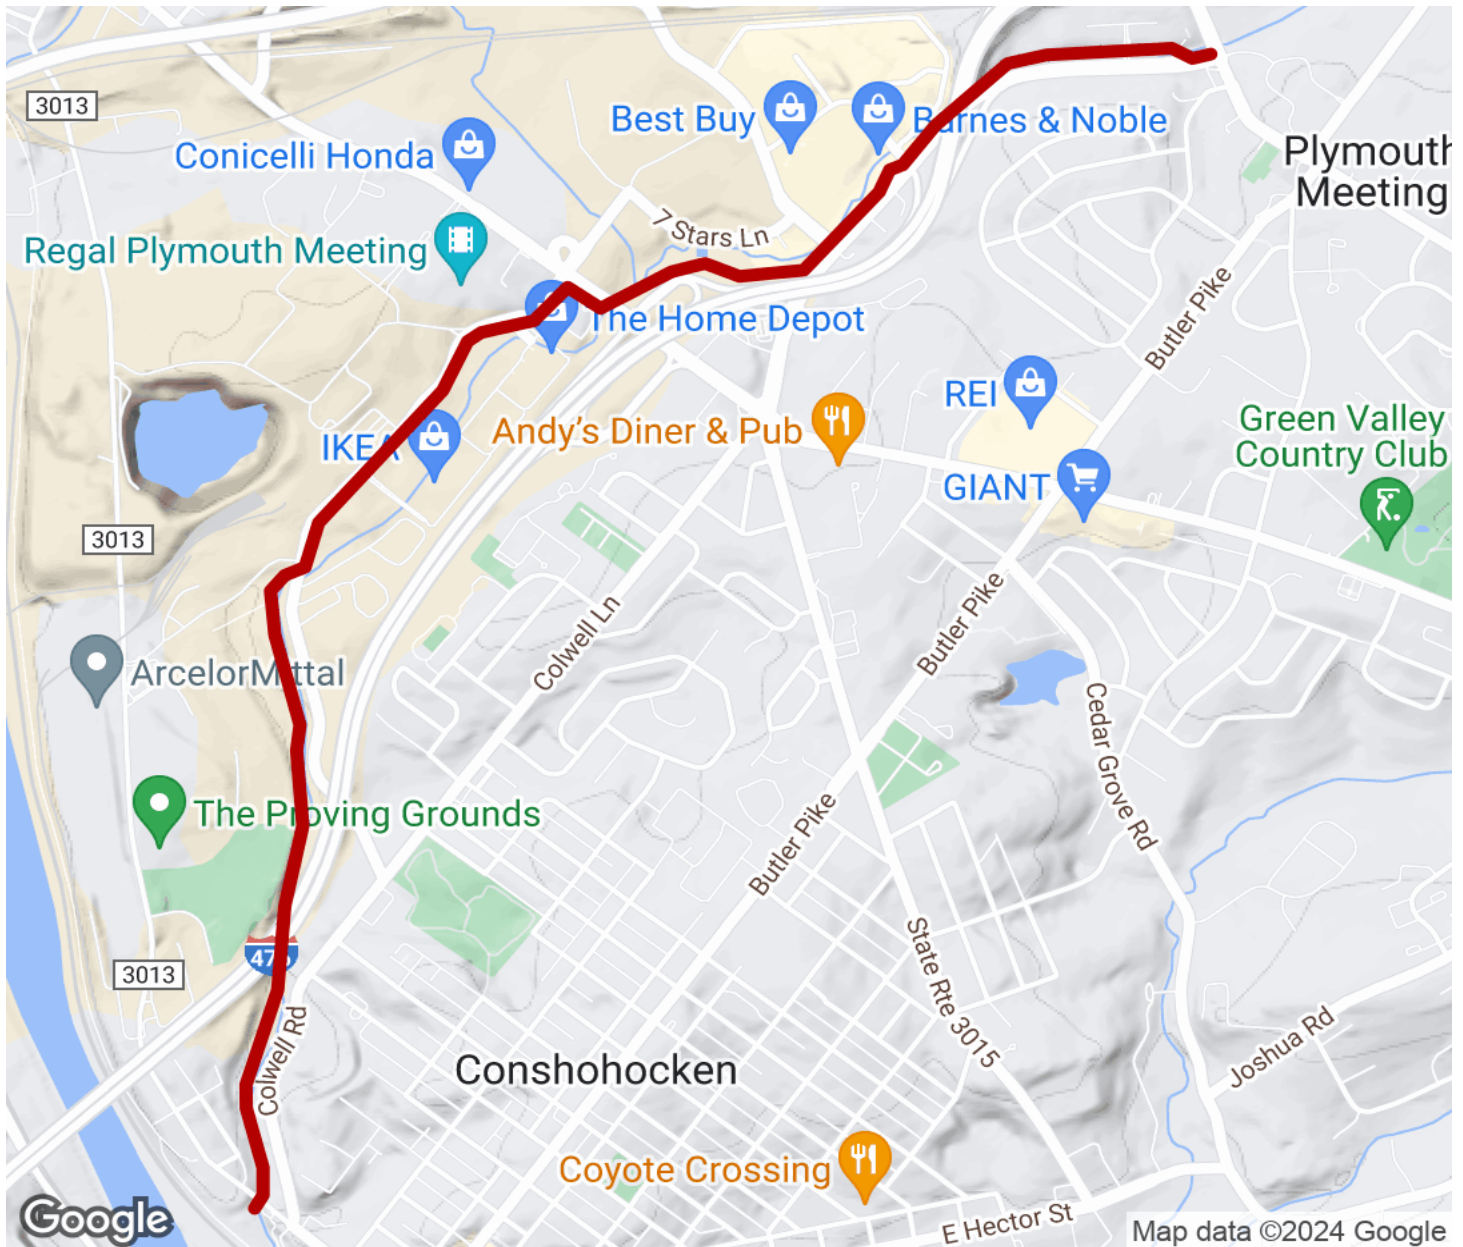 3013
Best Buy
Barnes & Noble
Conicelli Honda
Plymouth
Meeting
Regal Plymouth Meeting
7 Stars Ln
The Home Depot
Butler Pike
REI
Andy's Diner & Pub
IKEA
Green Valley
Country Club
GIANT
3013
Colwell Ln
Butler Pike
ArcelorMittal
Cedar Grove Rd
The Proving Grounds
Butler Pike
476
3013
State Rte 3015
Colwell Rd
Joshua Rd
Conshohocken
Coyote Crossing
E Hector St
Google
Map data ©2024 Google